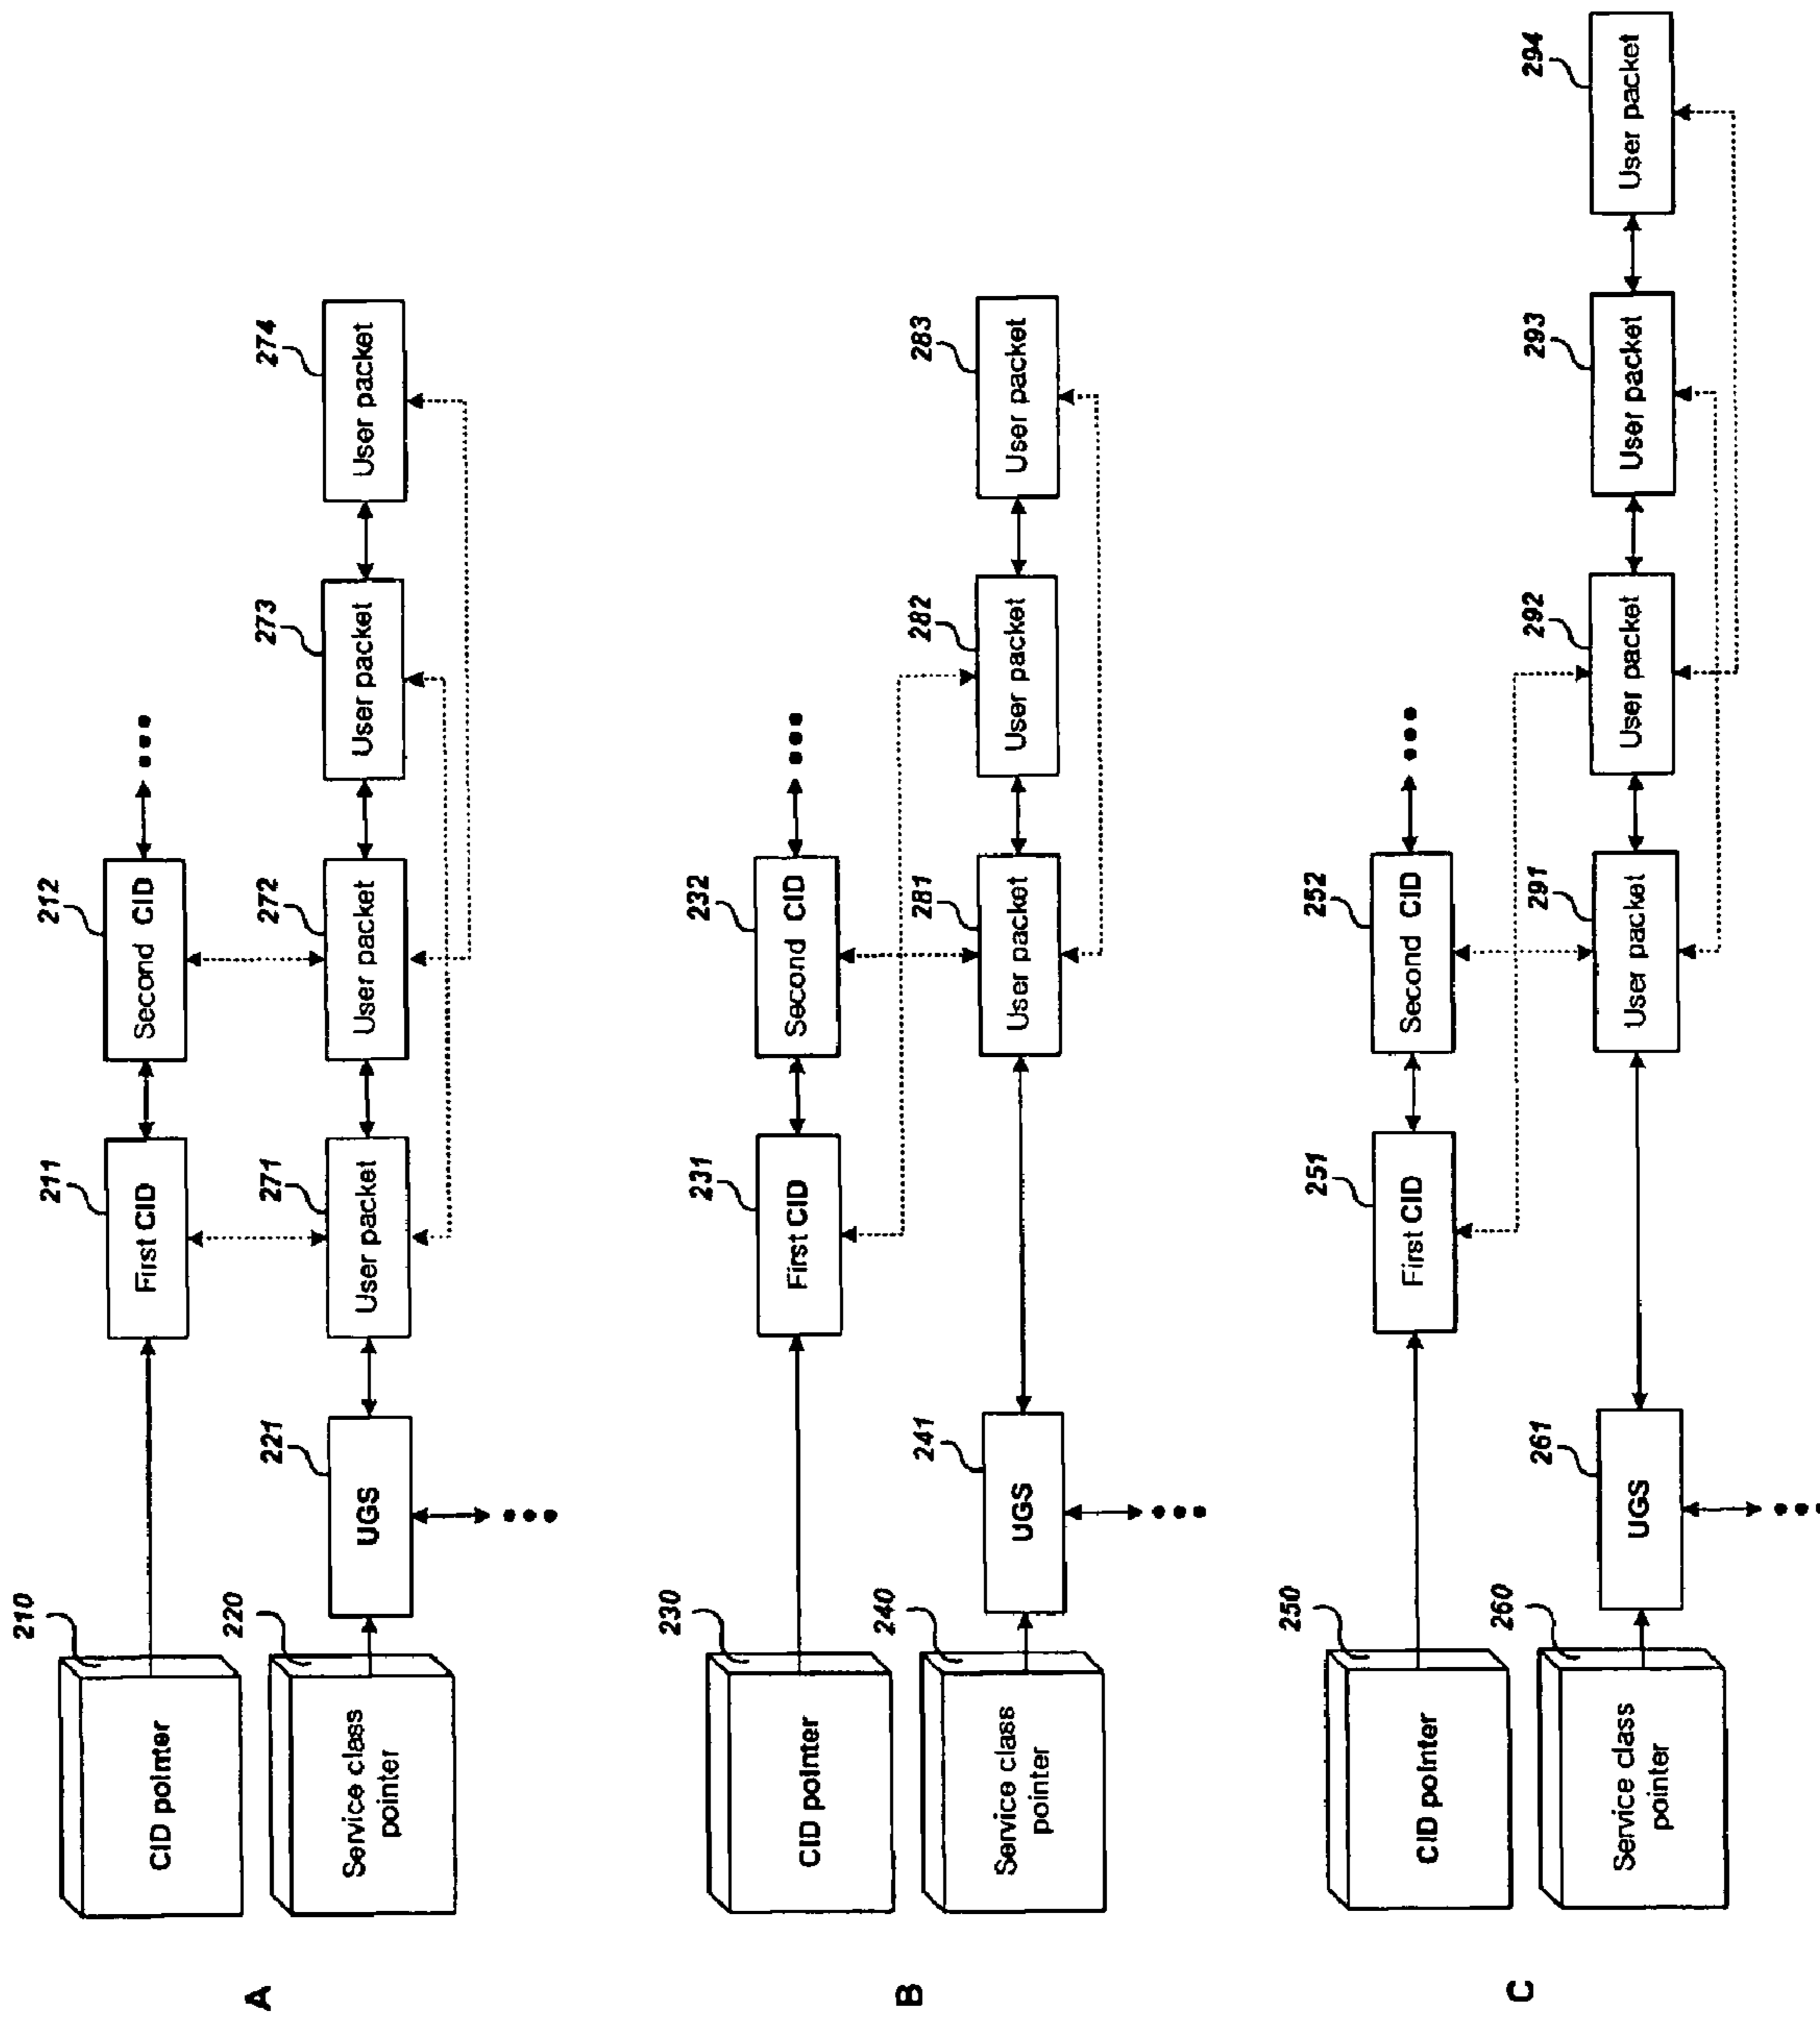 A
210
CID pointer
211
First CID
212
Second CID
220
Service class
pointer
221
UGS
271
User packet
272
User packet
273
User packet
274
User packet
B
230
CID pointer
231
First CID
232
Second CID
240
Service class
pointer
241
UGS
281
User packet
282
User packet
283
User packet
C
250
CID pointer
251
First CID
252
Second CID
260
Service class
pointer
261
UGS
291
User packet
292
User packet
293
User packet
294
User packet